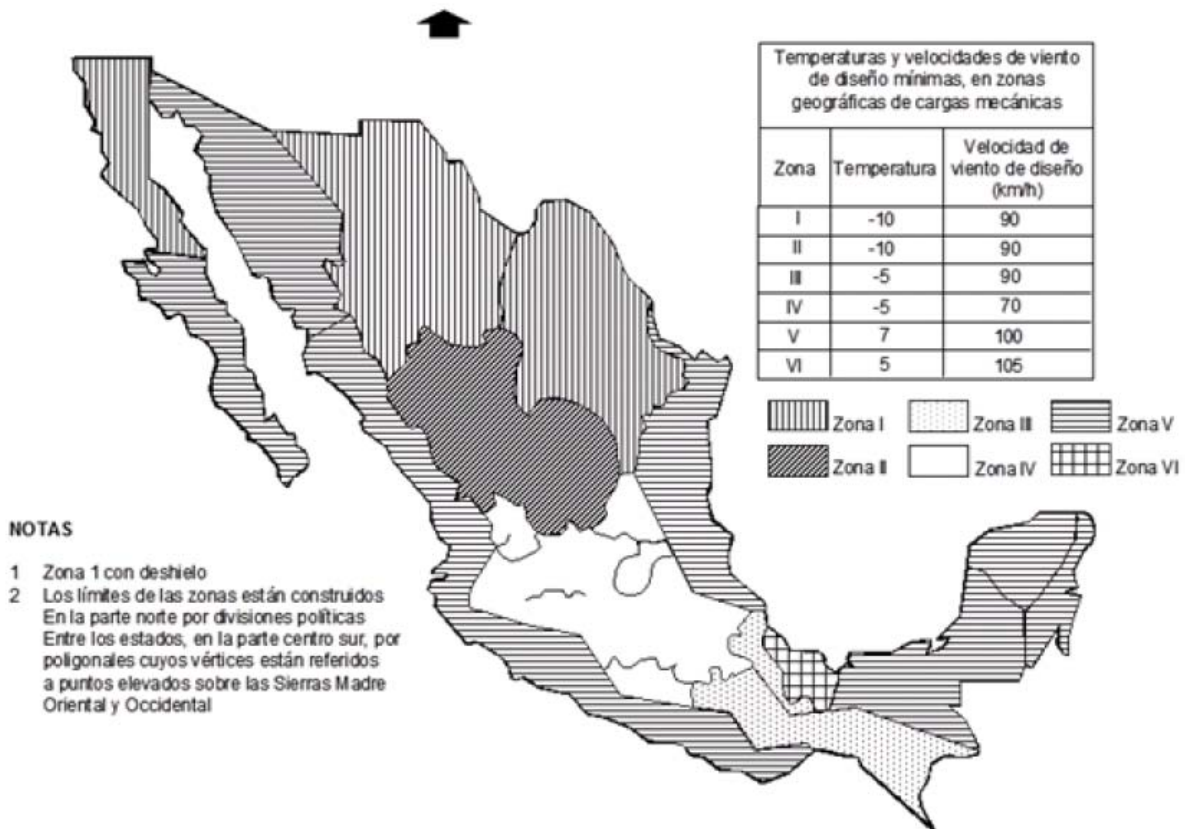 Temperaturas y velocidades de viento
de diseño mínimas, en zonas
geográficas de cargas mecánicas
Zona Temperatura Velocidad de
viento de diseño
(km/h)
I -10 90
II -10 90
III -5 90
IV -5 70
V 7 100
VI 5 105
Zona I Zona III Zona V
Zona II Zona IV Zona VI
NOTAS
1 Zona 1 con deshielo
2 Los límites de las zonas están construidos
En la parte norte por divisiones políticas
Entre los estados, en la parte centro sur, por
poligonales cuyos vértices están referidos
a puntos elevados sobre las Sierras Madre
Oriental y Occidental